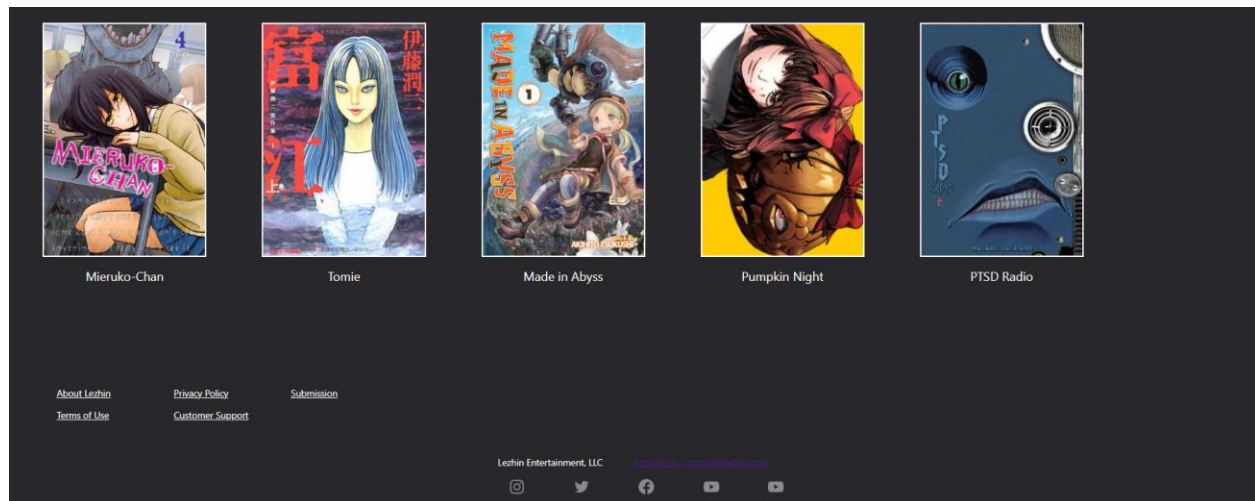 4
MIERUKO-
CHAN
富江
上
伊藤潤二
MADE IN ABYSS
1
AKIHITO TSUKUSHI
PTSD
Mieruko-Chan
Tomie
Made in Abyss
Pumpkin Night
PTSD Radio
About Lezhin
Privacy Policy
Submission
Terms of Use
Customer Support
Lezhin Entertainment, LLC